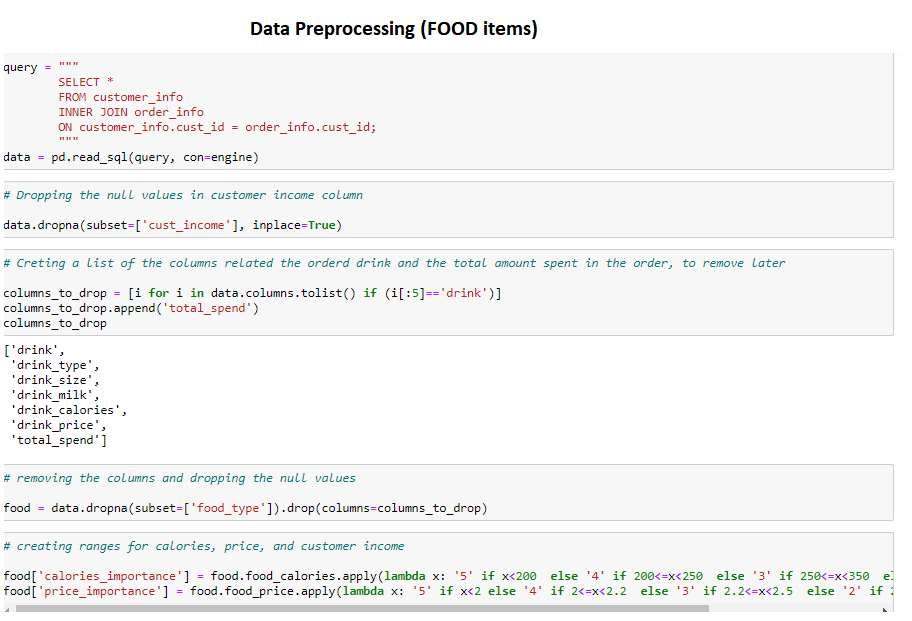 Data Preprocessing (FOOD items)
query = """
SELECT *
FROM customer_info
INNER JOIN order_info
ON customer_info.cust_id = order_info.cust_id;
"""
data = pd.read_sql(query, con=engine)
# Dropping the null values in customer income column
data.dropna(subset=['cust_income'], inplace=True)
# Creting a list of the columns related the orderd drink and the total amount spent in the order, to remove later
columns_to_drop = [i for i in data.columns.tolist() if (i[:5]=='drink')]
columns_to_drop.append('total_spend')
columns_to_drop
['drink',
'drink_type',
'drink_size',
'drink_milk',
'drink_calories',
'drink_price',
'total_spend']
# removing the columns and dropping the null values
food = data.dropna(subset=['food_type']).drop(columns=columns_to_drop)
# creating ranges for calories, price, and customer income
food['calories_importance'] = food.food_calories.apply(lambda x: '5' if x<200 else '4' if 200<=x<250 else '3' if 250<=x<350
food['price_importance'] = food.food_price.apply(lambda x: '5' if x<2 else '4' if 2<=x<2.2 else '3' if 2.2<=x<2.5 else '2' if